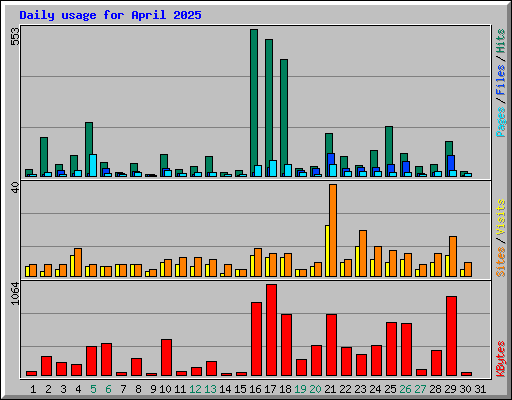 Daily usage for April 2025
553
Pages / Files / Hits
40
Sites / Visits
1064
KBytes
1 2 3 4 5 6 7 8 9 10 11 12 13 14 15 16 17 18 19 20 21 22 23 24 25 26 27 28 29 30 31